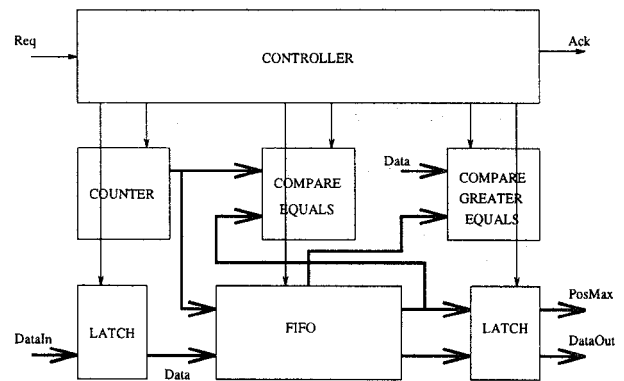 Req
Ack
CONTROLLER
COUNTER
COMPARE
EQUALS
Data
COMPARE
GREATER
EQUALS
DataIn
LATCH
Data
FIFO
LATCH
PosMax
DataOut